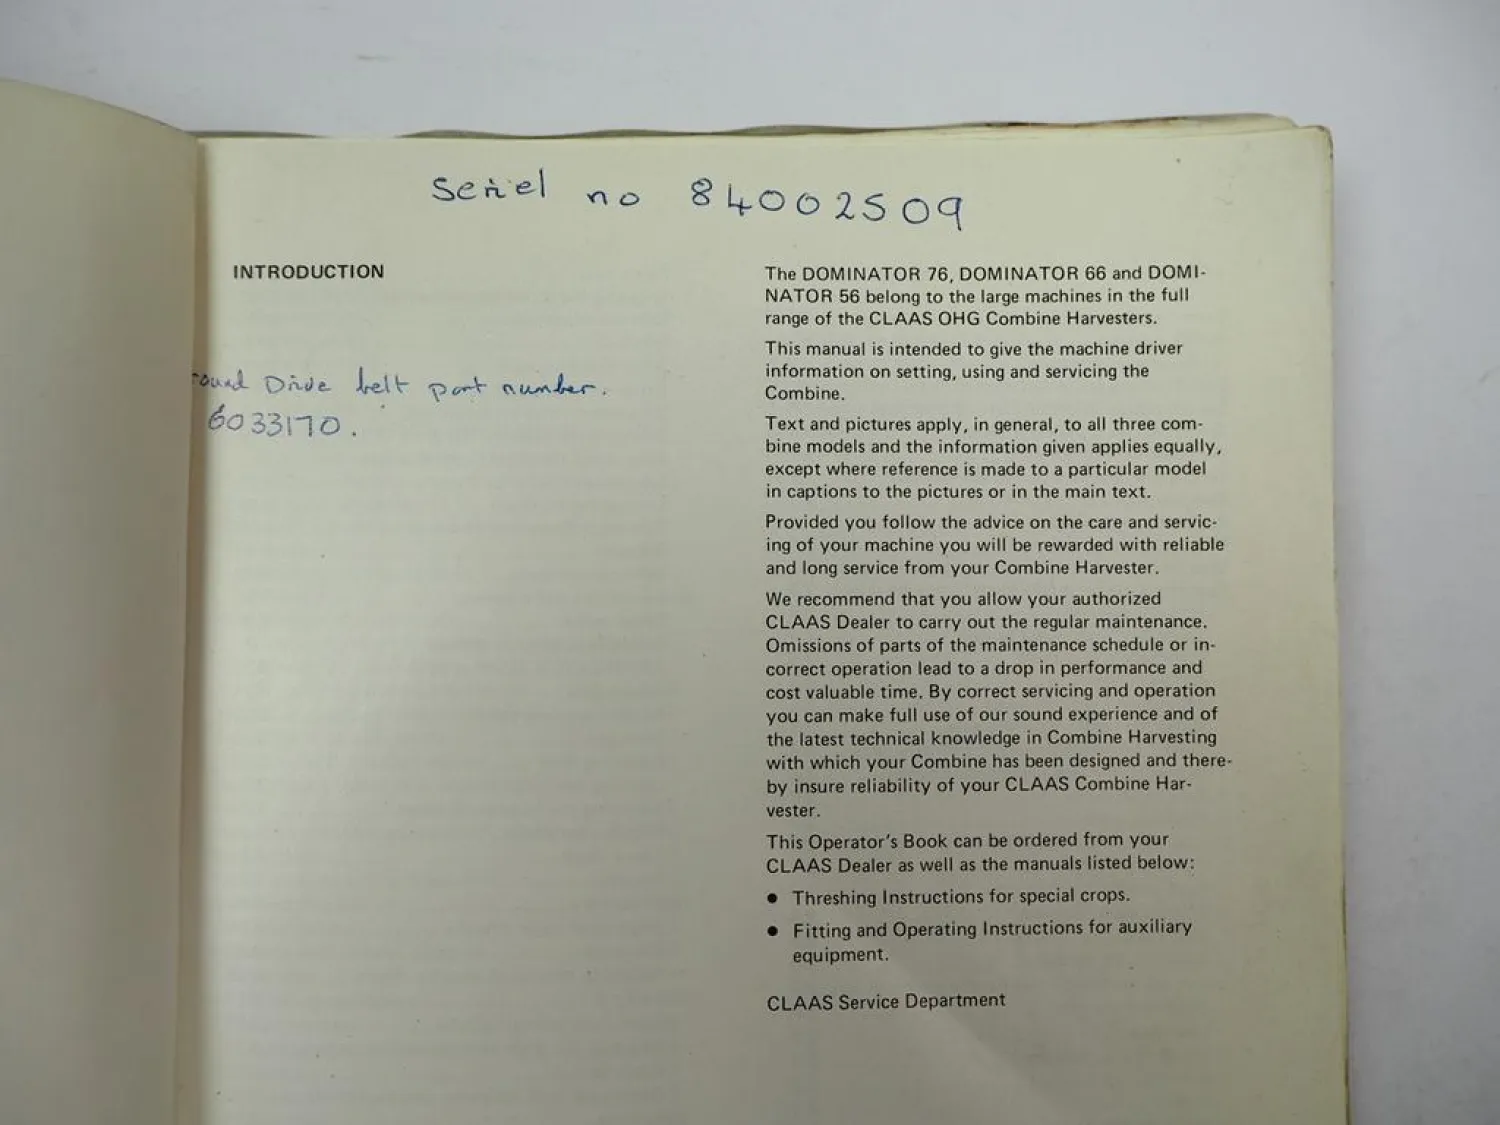 Seriel no 84002509
INTRODUCTION
round Drive belt part number.
6033170.
The DOMINATOR 76, DOMINATOR 66 and DOMI-
NATOR 56 belong to the large machines in the full
range of the CLAAS OHG Combine Harvesters.
This manual is intended to give the machine driver
information on setting, using and servicing the
Combine.
Text and pictures apply, in general, to all three com-
bine models and the information given applies equally,
except where reference is made to a particular model
in captions to the pictures or in the main text.
Provided you follow the advice on the care and servic-
ing of your machine you will be rewarded with reliable
and long service from your Combine Harvester.
We recommend that you allow your authorized
CLAAS Dealer to carry out the regular maintenance.
Omissions of parts of the maintenance schedule or in-
correct operation lead to a drop in performance and
cost valuable time. By correct servicing and operation
you can make full use of our sound experience and of
the latest technical knowledge in Combine Harvesting
with which your Combine has been designed and there-
by insure reliability of your CLAAS Combine Har-
vester.
This Operator's Book can be ordered from your
CLAAS Dealer as well as the manuals listed below:
● Threshing Instructions for special crops.
● Fitting and Operating Instructions for auxiliary
equipment.
CLAAS Service Department